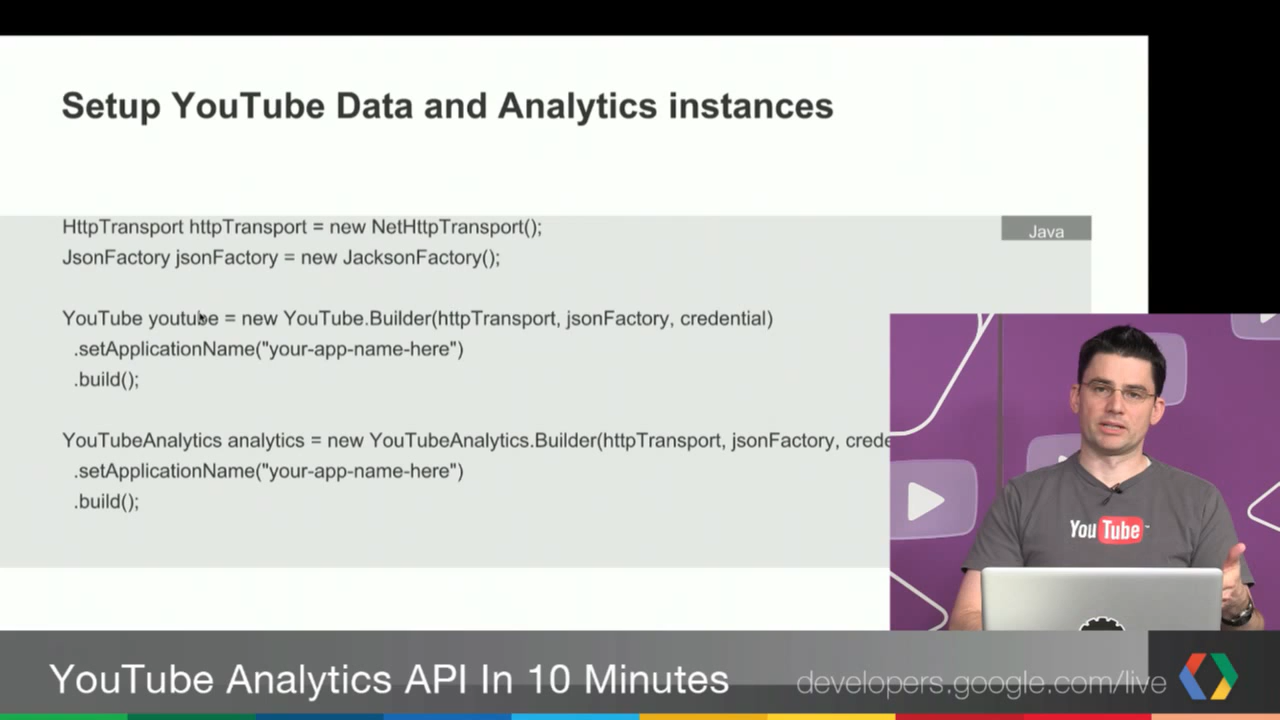 Setup YouTube Data and Analytics instances
HttpTransport httpTransport = new NetHttpTransport();
Java
JsonFactory jsonFactory = new JacksonFactory();
YouTube youtube = new YouTube.Builder(httpTransport, jsonFactory, credential)
.setApplicationName("your-app-name-here")
.build();
YouTubeAnalytics analytics = new YouTubeAnalytics.Builder(httpTransport, jsonFactory, crede
.setApplicationName("your-app-name-here")
.build();
YouTube
YouTube Analytics API In 10 Minutes
developers.google.com/live